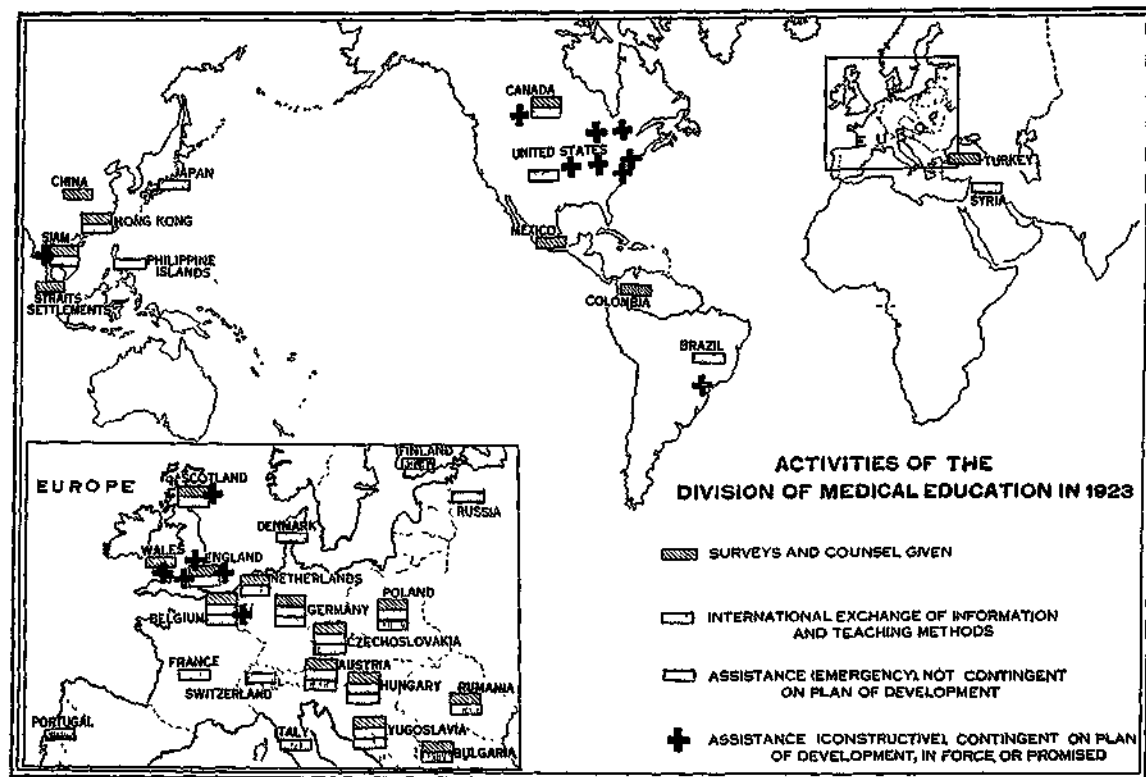 CANADA
UNITED STATES
CHINA
JAPAN
HONG KONG
SIAM
PHILIPPINE
ISLANDS
STRAITS
SETTLEMENTS
MEXICO
COLOMBIA
BRAZIL
EUROPE
TURKEY
SYRIA
EUROPE
FINLAND
SCOTLAND
RUSSIA
DENMARK
WALES
ENGLAND
NETHERLANDS
BELGIUM
GERMANY
POLAND
CZECHOSLOVAKIA
FRANCE
SWITZERLAND
AUSTRIA
HUNGARY
RUMANIA
PORTUGAL
ITALY
YUGOSLAVIA
BULGARIA
ACTIVITIES OF THE
DIVISION OF MEDICAL EDUCATION IN 1923
SURVEYS AND COUNSEL GIVEN
INTERNATIONAL EXCHANGE OF INFORMATION
AND TEACHING METHODS
ASSISTANCE (EMERGENCY), NOT CONTINGENT
ON PLAN OF DEVELOPMENT
ASSISTANCE (CONSTRUCTIVE), CONTINGENT ON PLAN
OF DEVELOPMENT, IN FORCE, OR PROMISED